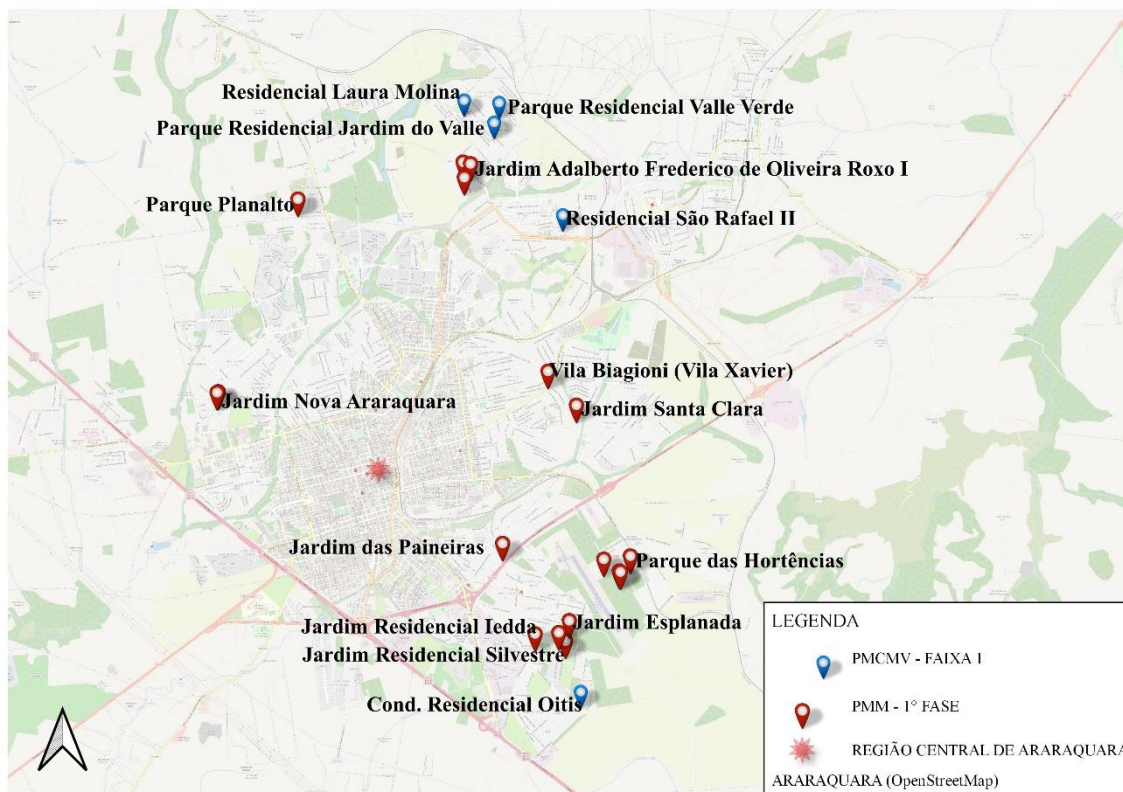 Residencial Laura Molina
Parque Residencial Valle Verde
Parque Residencial Jardim do Valle
Jardim Adalberto Frederico de Oliveira Roxo I
Parque Planalto
Residencial São Rafael II
Vila Biagioni (Vila Xavier)
Jardim Nova Araraquara
Jardim Santa Clara
Jardim das Paineiras
Parque das Hortências
Jardim Residencial Iedda
Jardim Esplanada
Jardim Residencial Silvestre
Cond. Residencial Oitis
LEGENDA
PMCMV - FAIXA I
PMM - 1° FASE
REGIÃO CENTRAL DE ARARAQUARA
ARARAQUARA (OpenStreetMap)